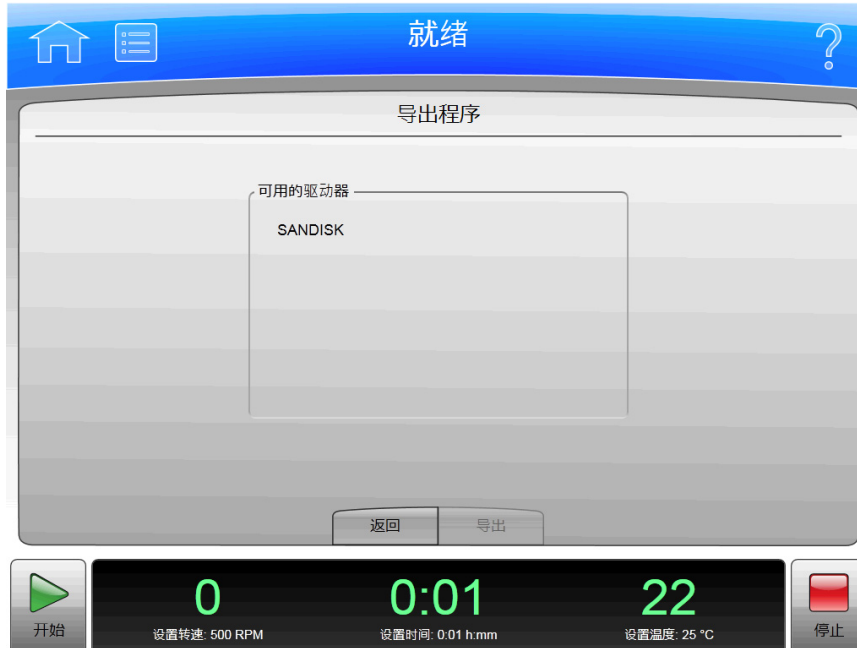 就绪
导出程序
可用的驱动器
SANDISK
返回 导出
开始
0 0:01 22
设置转速: 500 RPM 设置时间: 0:01 h:mm 设置温度: 25 °C
停止